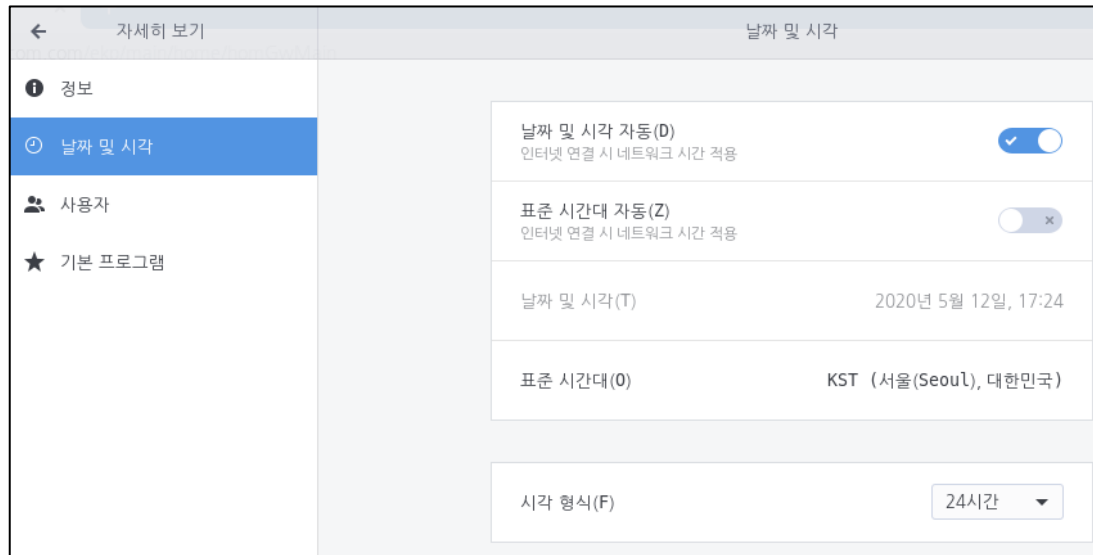 자세히 보기
날짜 및 시각
정보
날짜 및 시각
사용자
기본 프로그램
날짜 및 시각 자동(D)
인터넷 연결 시 네트워크 시간 적용
표준 시간대 자동(Z)
인터넷 연결 시 네트워크 시간 적용
날짜 및 시각(T) 2020년 5월 12일, 17:24
표준 시간대(O) KST (서울(Seoul), 대한민국)
시각 형식(F) 24시간